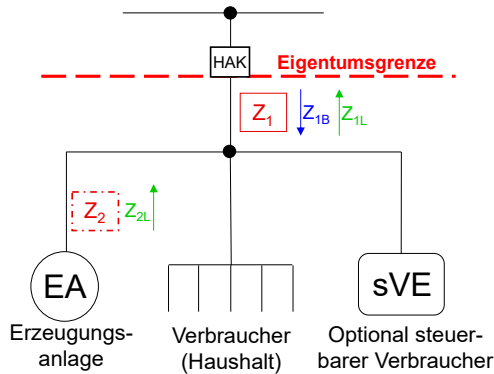 HAK
Eigentumsgrenze
Z1 Z1B Z1L
Z2 Z2L
EA sVE
Erzeugungs-
anlage
Verbraucher
(Haushalt)
Optional steuer-
barer Verbraucher